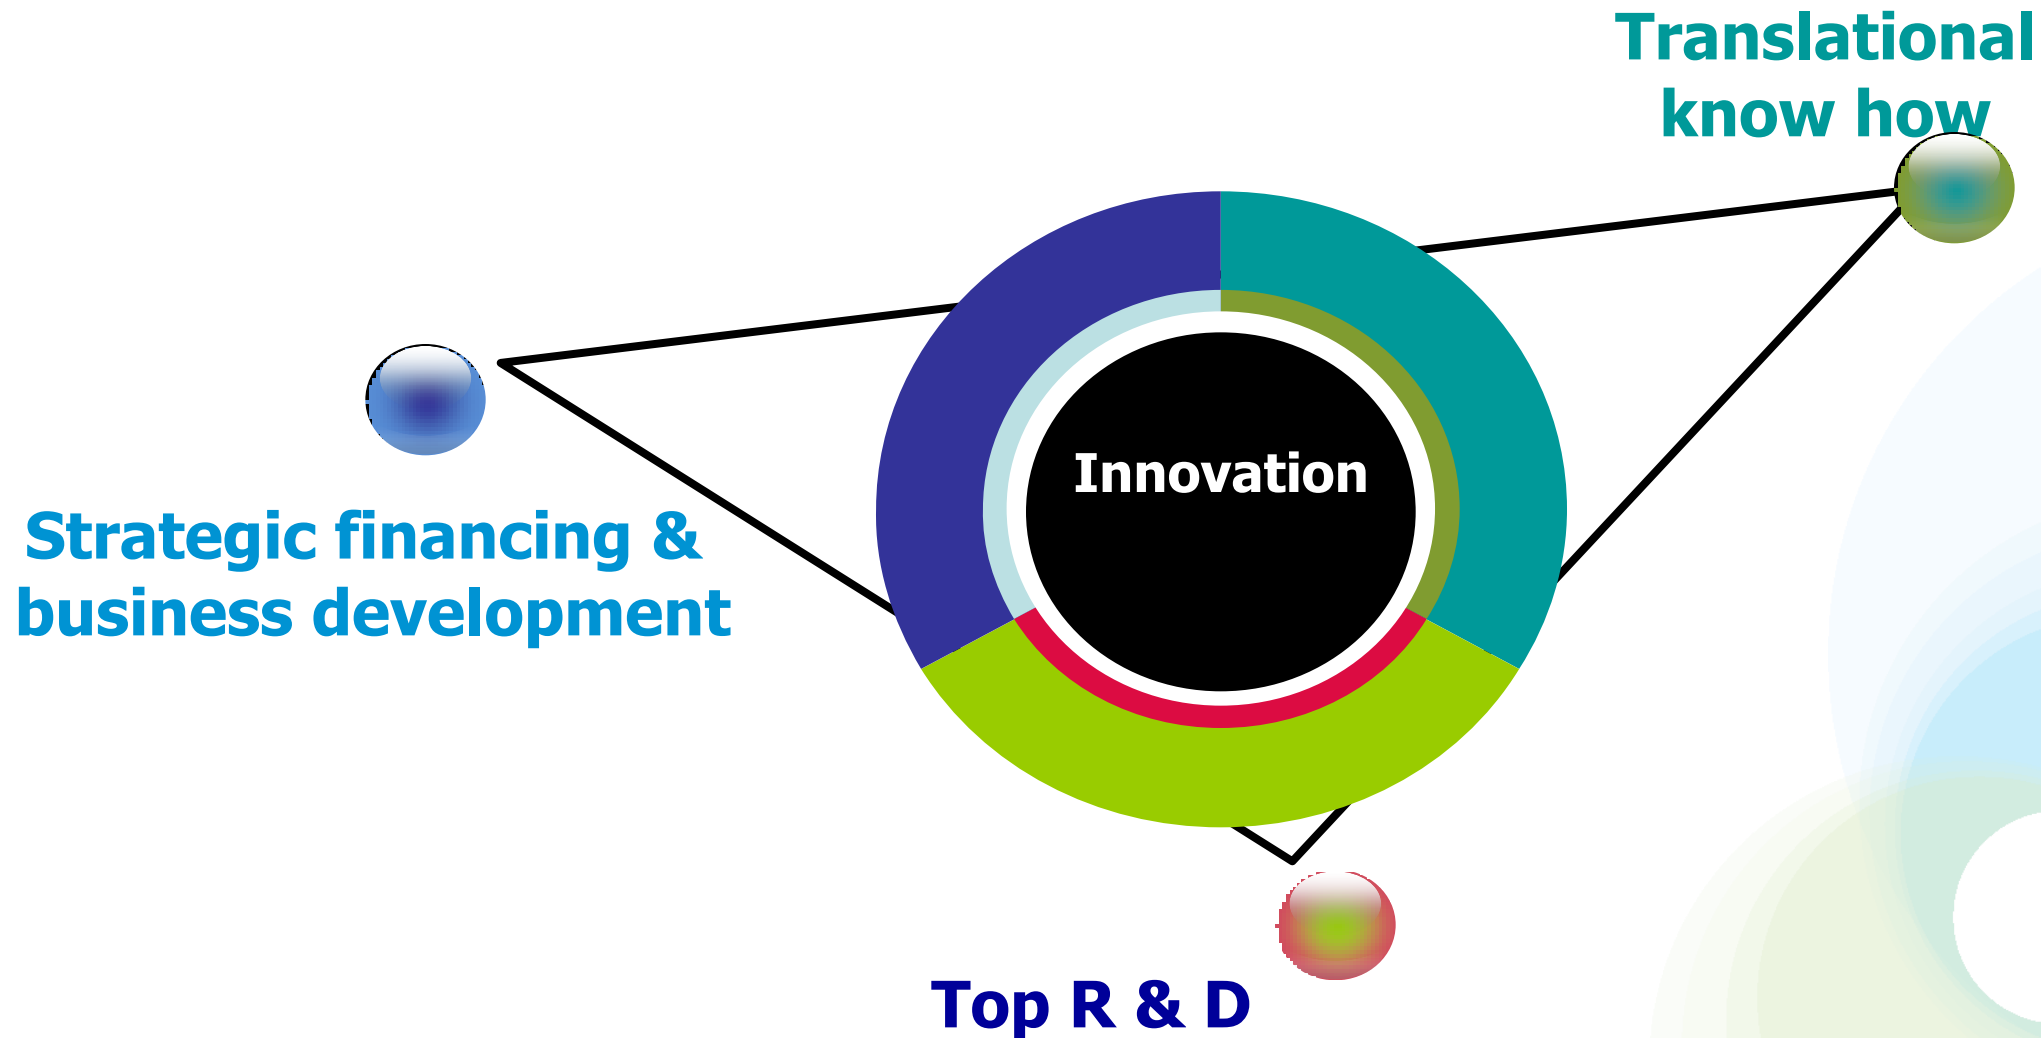 Translational
know how
Innovation
Strategic financing &
business development
Top R & D